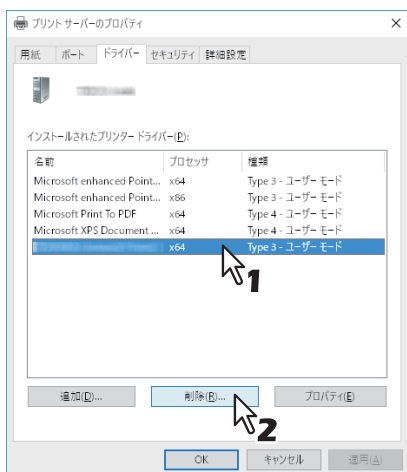 プリント サーバーのプロパティ
用紙 ポート ドライバー セキュリティ 詳細設定
インストールされたプリンター ドライバー(P):
名前 プロセッサ 種類
Microsoft enhanced Point... x64 Type 3 - ユーザー モード
Microsoft enhanced Point... x86 Type 3 - ユーザー モード
Microsoft Print To PDF x64 Type 4 - ユーザー モード
Microsoft XPS Document ... x64 Type 4 - ユーザー モード
x64 Type 3 - ユーザー モード
1
追加(D)... 削除(R)... プロパティ(E)
2
OK キャンセル 適用(A)